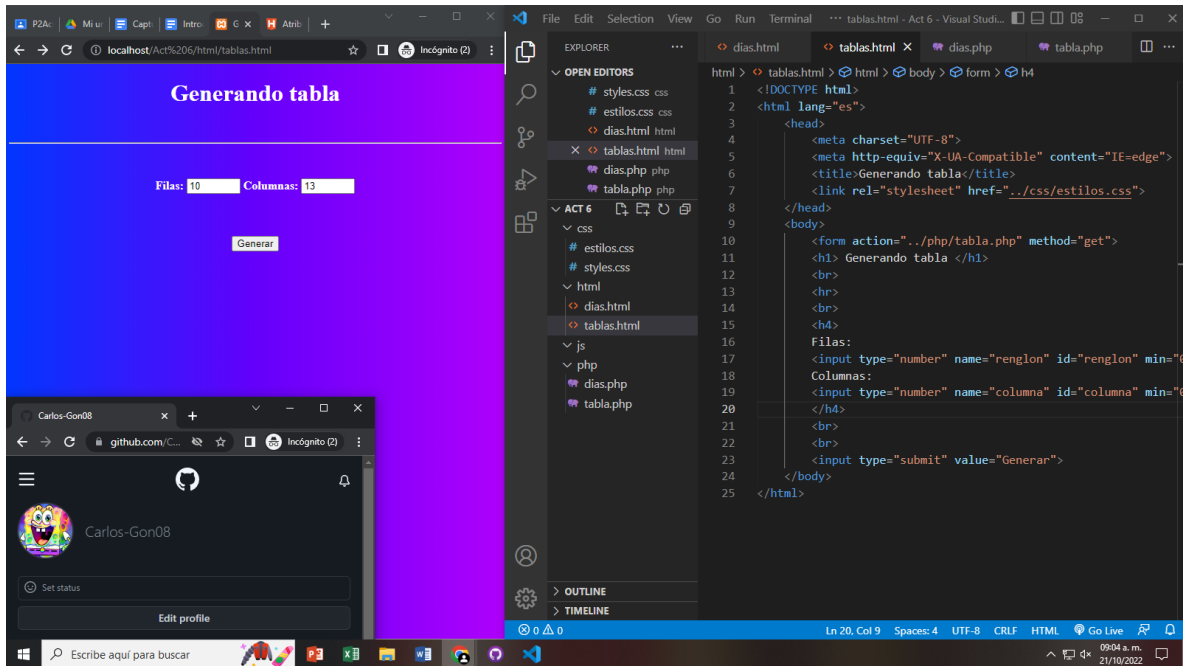 P2Ac
Mi ur
Capt
Intro
G
Atrib
localhost/Act%206/html/tablas.html
Incógnito (2)
Generando tabla
Filas: 10 Columnas: 13
Generar
Carlos-Gon08
github.com/C...
Incógnito (2)
Carlos-Gon08
Set status
Edit profile
File Edit Selection View Go Run Terminal ··· tablas.html - Act 6 - Visual Studi...
EXPLORER
OPEN EDITORS
# styles.css css
# estilos.css css
<> dias.html html
<> tablas.html html
dias.php php
tabla.php php
ACT 6
css
# estilos.css
# styles.css
html
<> dias.html
<> tablas.html
js
php
dias.php
tabla.php
OUTLINE
TIMELINE
<> dias.html <> tablas.html dias.php tabla.php
html > <> tablas.html > html > body > form > h4
1 <!DOCTYPE html>
2 <html lang="es">
3 <head>
4 <meta charset="UTF-8">
5 <meta http-equiv="X-UA-Compatible" content="IE=edge">
6 <title>Generando tabla</title>
7 <link rel="stylesheet" href="../css/estilos.css">
8 </head>
9 <body>
10 <form action="../php/tabla.php" method="get">
11 <h1> Generando tabla </h1>
12 <br>
13 <hr>
14 <br>
15 <h4>
16 Filas:
17 <input type="number" name="renglon" id="renglon" min="0
18 Columnas:
19 <input type="number" name="columna" id="columna" min="0
20 </h4>
21 <br>
22 <br>
23 <input type="submit" value="Generar">
24 </body>
25 </html>
0 0 Ln 20, Col 9 Spaces: 4 UTF-8 CRLF HTML Go Live
Escribe aquí para buscar
09:04 a. m.
21/10/2022